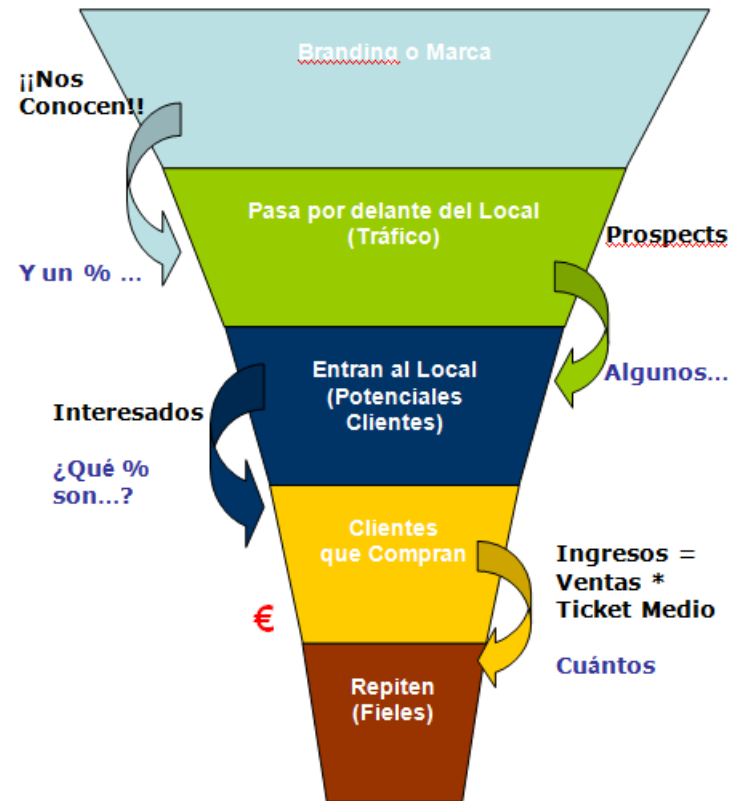 Branding o Marca
¡¡Nos
Conocen!!
Pasa por delante del Local
(Tráfico)
Prospects
Y un % ...
Entran al Local
(Potenciales
Clientes)
Algunos...
Interesados
¿Qué %
son...?
Clientes
que Compran
Ingresos =
Ventas *
Ticket Medio
€
Cuántos
Repiten
(Fieles)